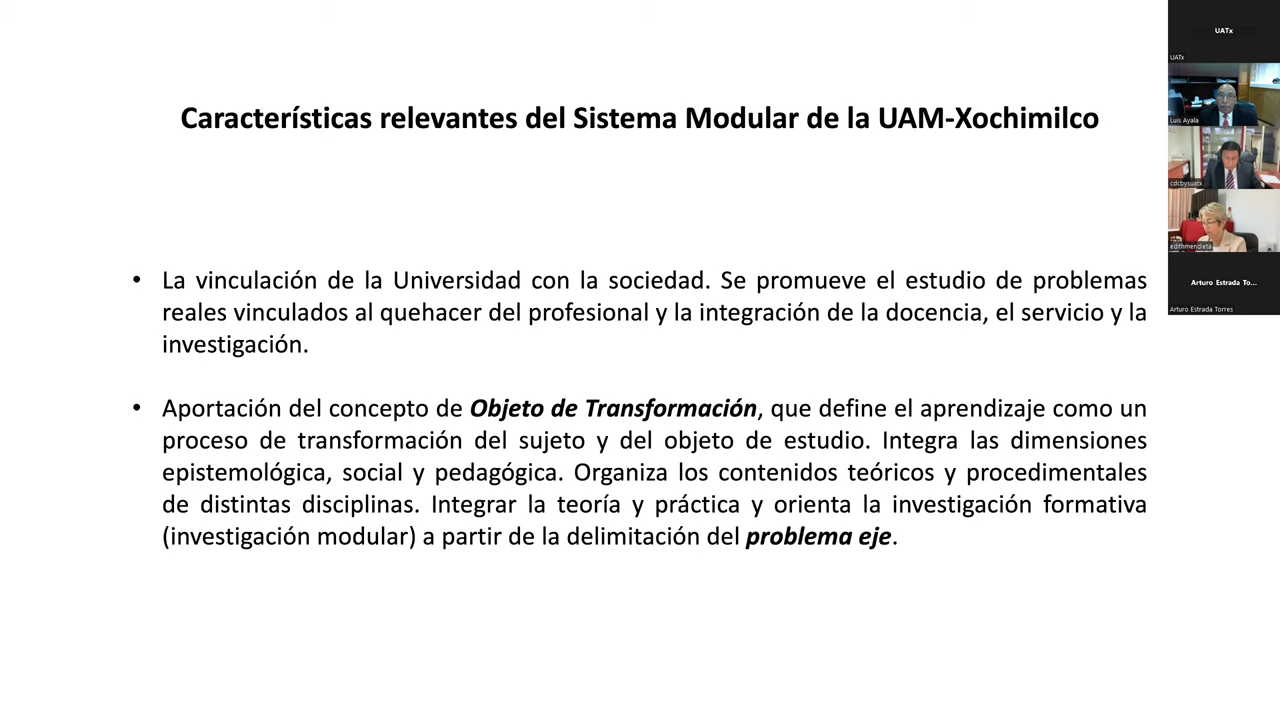 Características relevantes del Sistema Modular de la UAM-Xochimilco
• La vinculación de la Universidad con la sociedad. Se promueve el estudio de problemas
reales vinculados al quehacer del profesional y la integración de la docencia, el servicio y la
investigación.
• Aportación del concepto de Objeto de Transformación, que define el aprendizaje como un
proceso de transformación del sujeto y del objeto de estudio. Integra las dimensiones
epistemológica, social y pedagógica. Organiza los contenidos teóricos y procedimentales
de distintas disciplinas. Integrar la teoría y práctica y orienta la investigación formativa
(investigación modular) a partir de la delimitación del problema eje.
UATx
UATx
Luis Ayala
cdcbysuatx
edithmendieta
Arturo Estrada To...
Arturo Estrada Torres